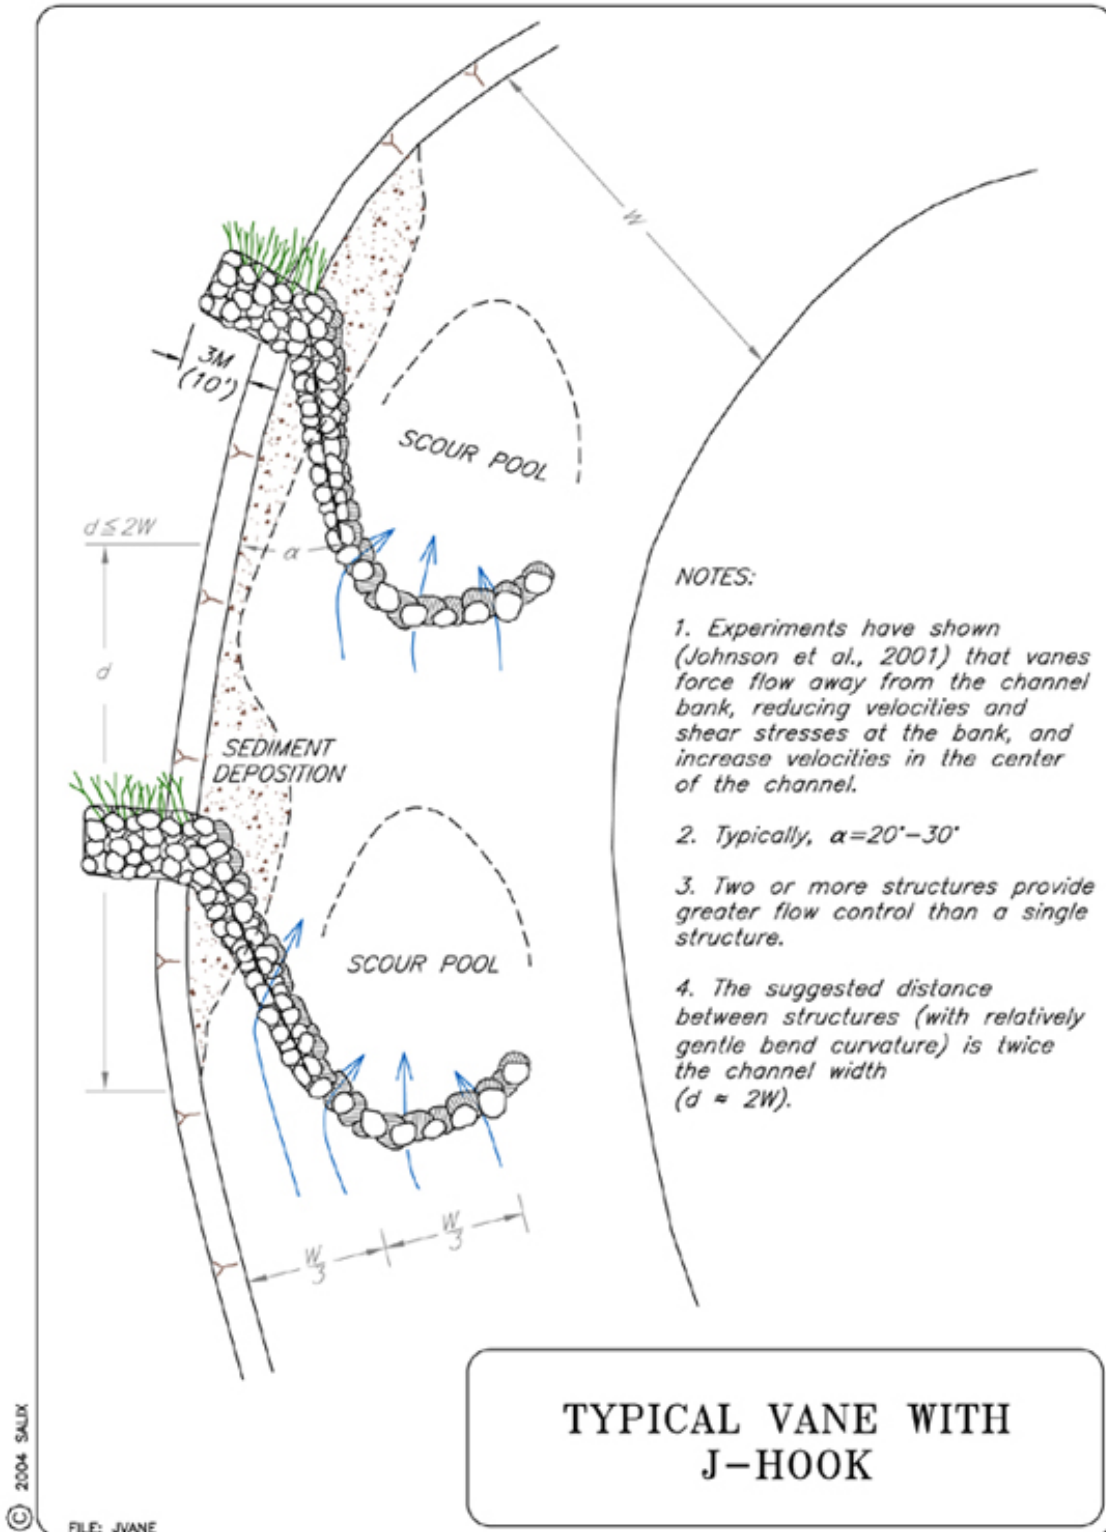 W
3M
(10')
SCOUR POOL
d≤2W
α
d
SEDIMENT
DEPOSITION
SCOUR POOL
W
3
W
3
NOTES:
1. Experiments have shown
(Johnson et al., 2001) that vanes
force flow away from the channel
bank, reducing velocities and
shear stresses at the bank, and
increase velocities in the center
of the channel.
2. Typically, α=20°-30°
3. Two or more structures provide
greater flow control than a single
structure.
4. The suggested distance
between structures (with relatively
gentle bend curvature) is twice
the channel width
(d ≈ 2W).
TYPICAL VANE WITH
J-HOOK
© 2004 SALIX
FILE: JVANE